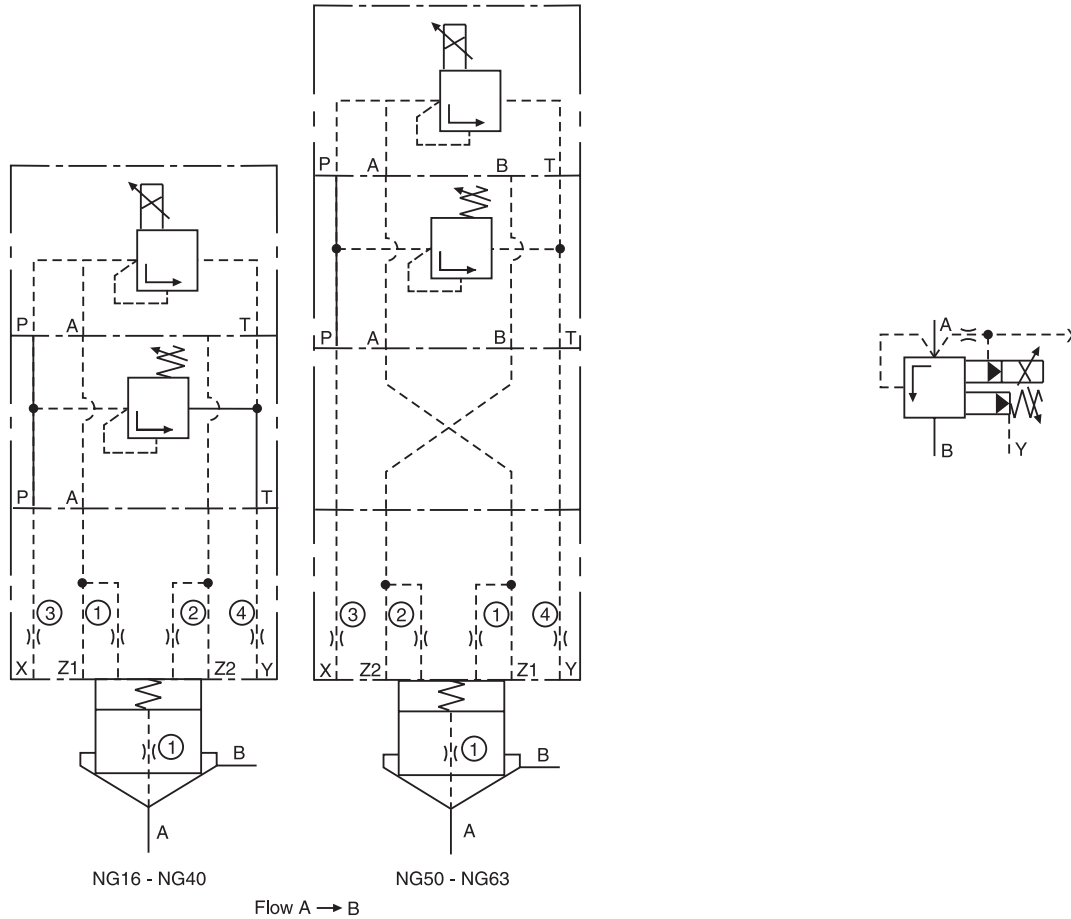 P A B T
P A B T
P A T
P A T
3 1 2 4
X Z1 Z2 Y
1
B
A
NG16 - NG40
3 2 1 4
X Z2 Z1 Y
1
B
A
NG50 - NG63
Flow A → B
A
X
B
Y